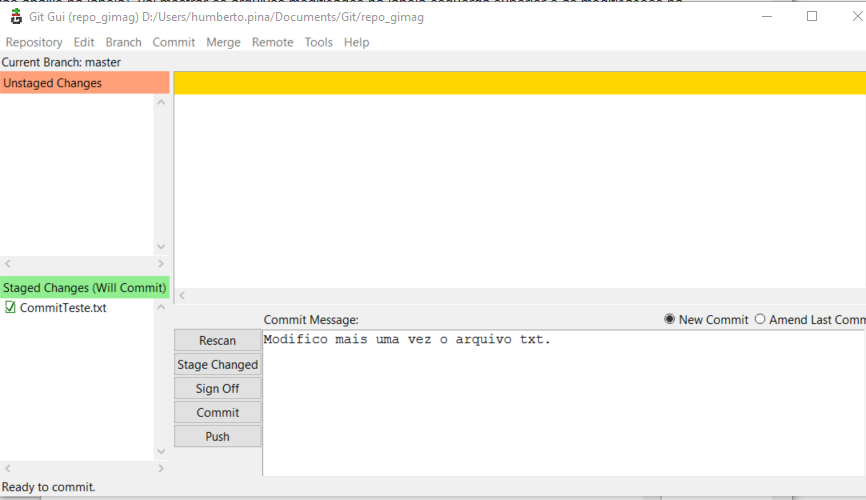 Git Gui (repo_gimag) D:/Users/humberto.pina/Documents/Git/repo_gimag
Repository Edit Branch Commit Merge Remote Tools Help
Current Branch: master
Unstaged Changes
Staged Changes (Will Commit)
CommitTeste.txt
Commit Message:
New Commit
Amend Last Comm
Rescan
Stage Changed
Sign Off
Commit
Push
Modifico mais uma vez o arquivo txt.
Ready to commit.